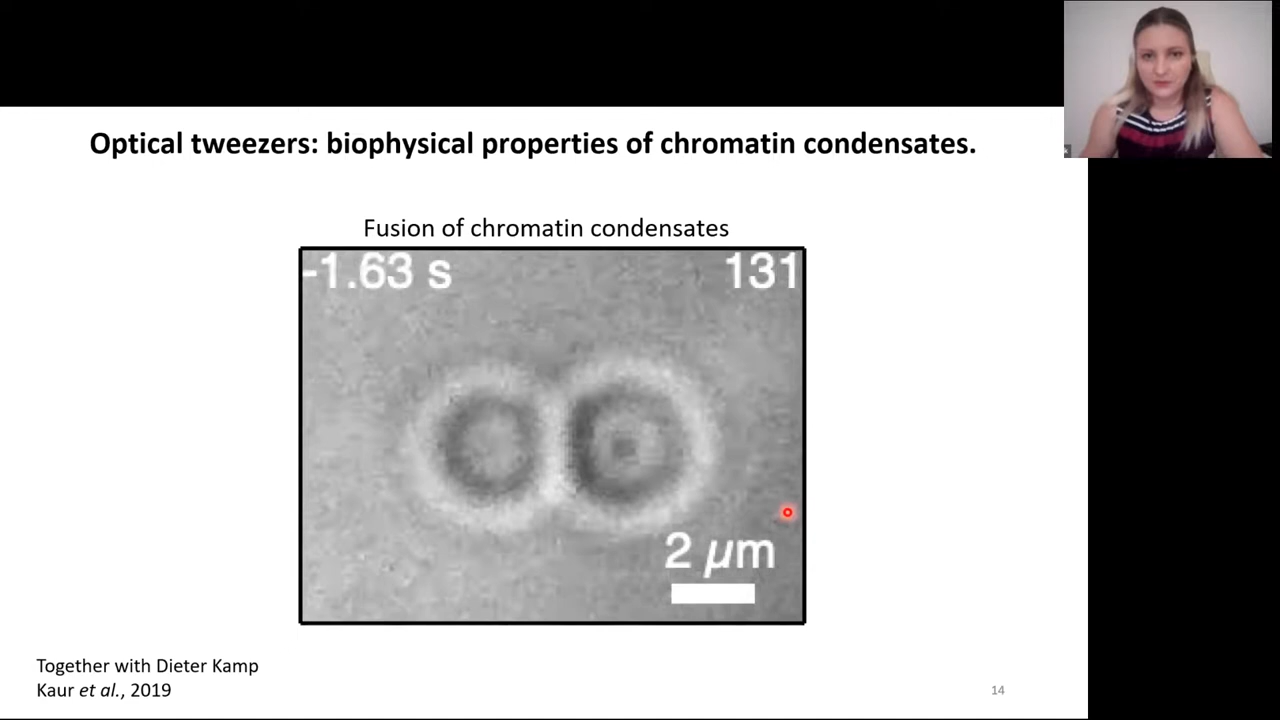 Optical tweezers: biophysical properties of chromatin condensates.
Fusion of chromatin condensates
-1.63 s
131
2 µm
Together with Dieter Kamp
Kaur et al., 2019
14